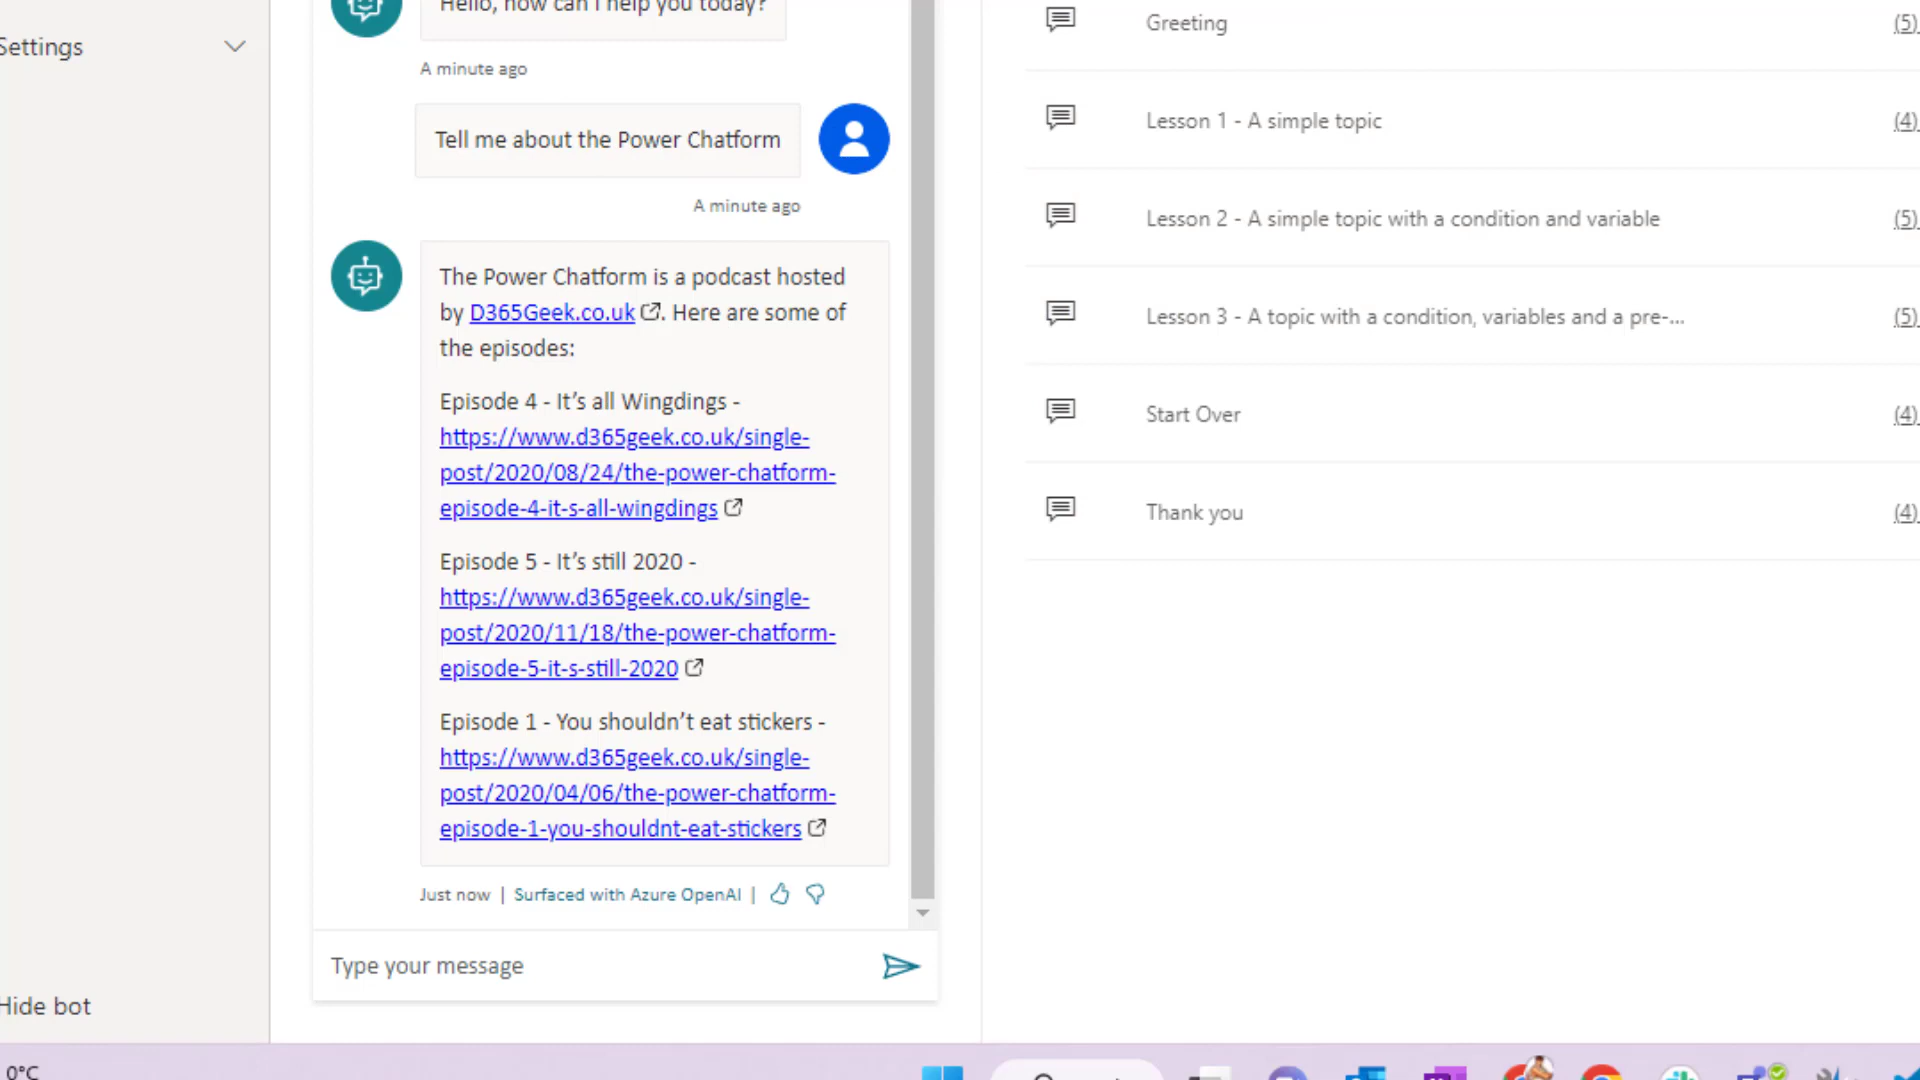 Settings
Hello, how can I help you today?
A minute ago
Tell me about the Power Chatform
A minute ago
The Power Chatform is a podcast hosted
by D365Geek.co.uk. Here are some of
the episodes:
Episode 4 - It’s all Wingdings -
https://www.d365geek.co.uk/single-
post/2020/08/24/the-power-chatform-
episode-4-it-s-all-wingdings
Episode 5 - It’s still 2020 -
https://www.d365geek.co.uk/single-
post/2020/11/18/the-power-chatform-
episode-5-it-s-still-2020
Episode 1 - You shouldn’t eat stickers -
https://www.d365geek.co.uk/single-
post/2020/04/06/the-power-chatform-
episode-1-you-shouldnt-eat-stickers
Just now | Surfaced with Azure OpenAI |
Type your message
Hide bot
Greeting (5)
Lesson 1 - A simple topic (4)
Lesson 2 - A simple topic with a condition and variable (5)
Lesson 3 - A topic with a condition, variables and a pre-... (5)
Start Over (4)
Thank you (4)
0°C